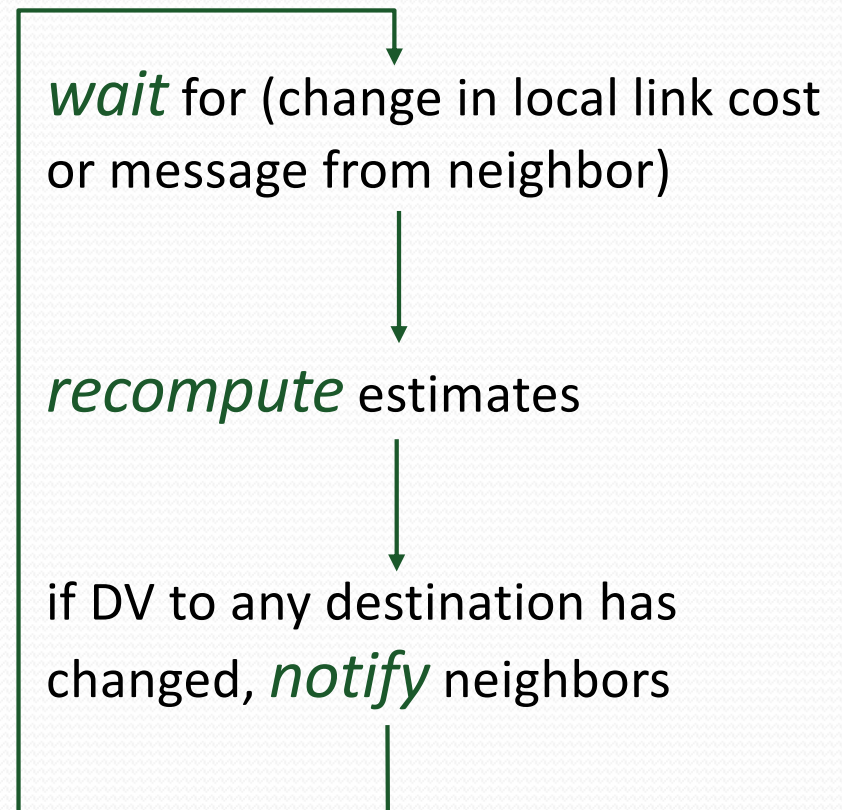 wait for (change in local link cost
or message from neighbor)
recompute estimates
if DV to any destination has
changed, notify neighbors